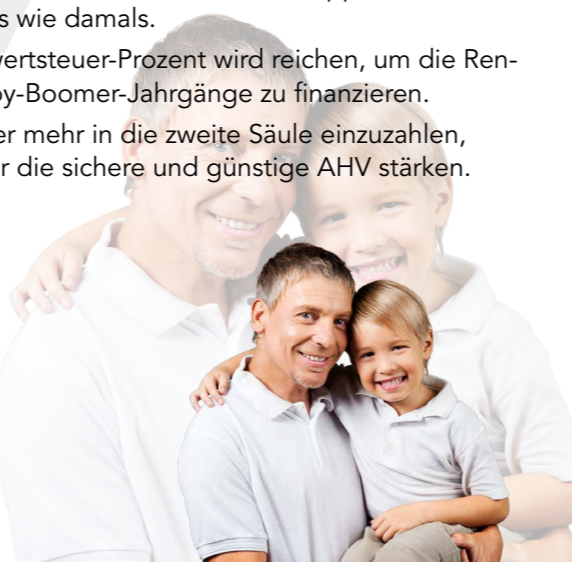 s wie damals.
wertsteuer-Prozent wird reichen, um die Ren-
by-Boomer-Jahrgänge zu finanzieren.
er mehr in die zweite Säule einzuzahlen,
r die sichere und günstige AHV stärken.